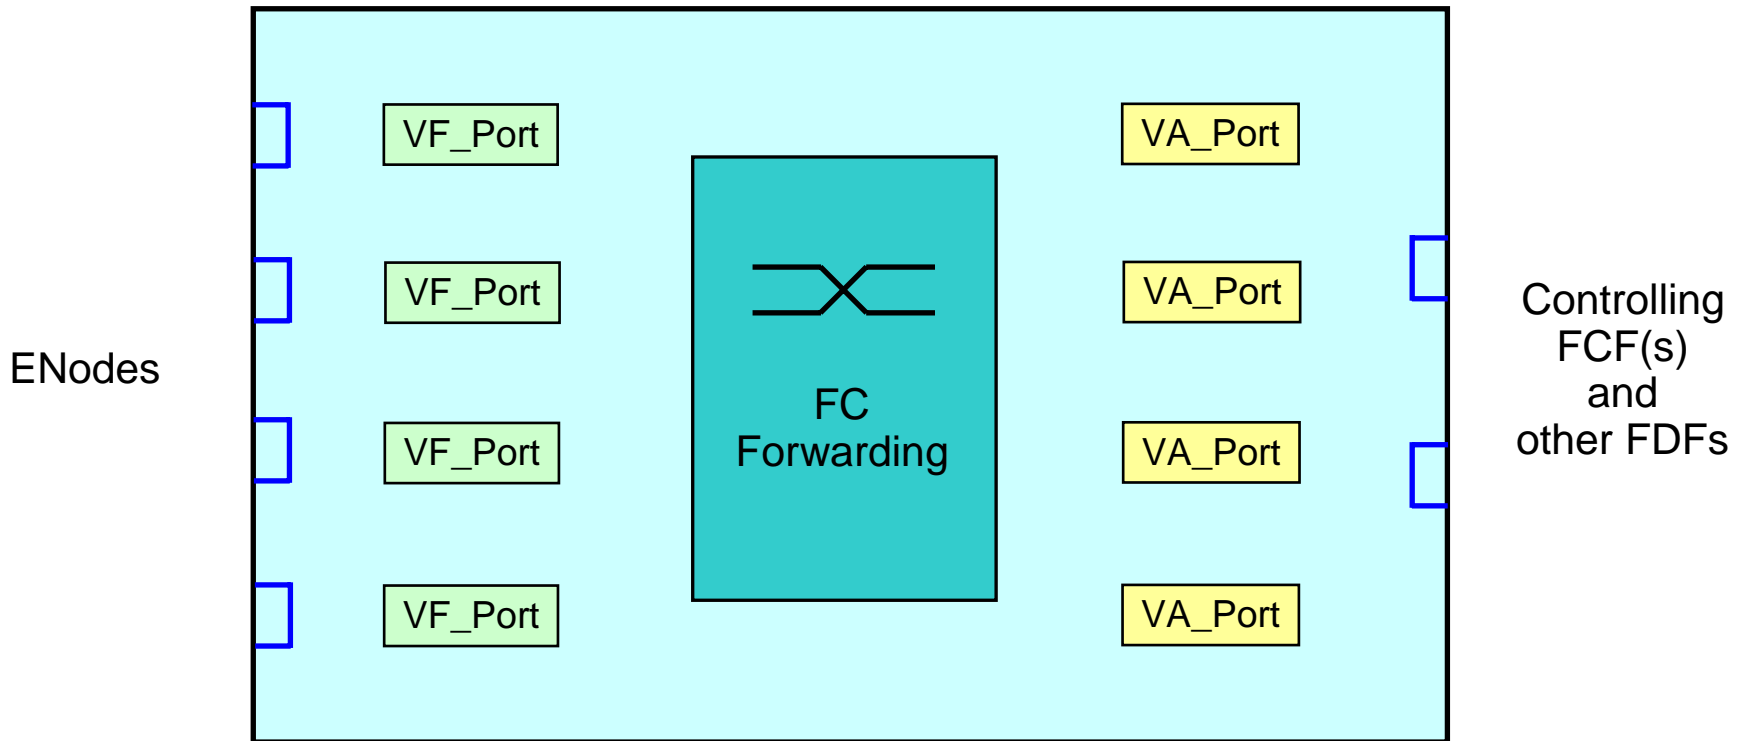 ENodes
VF_Port
VF_Port
VF_Port
VF_Port
FC
Forwarding
VA_Port
VA_Port
VA_Port
VA_Port
Controlling
FCF(s)
and
other FDFs